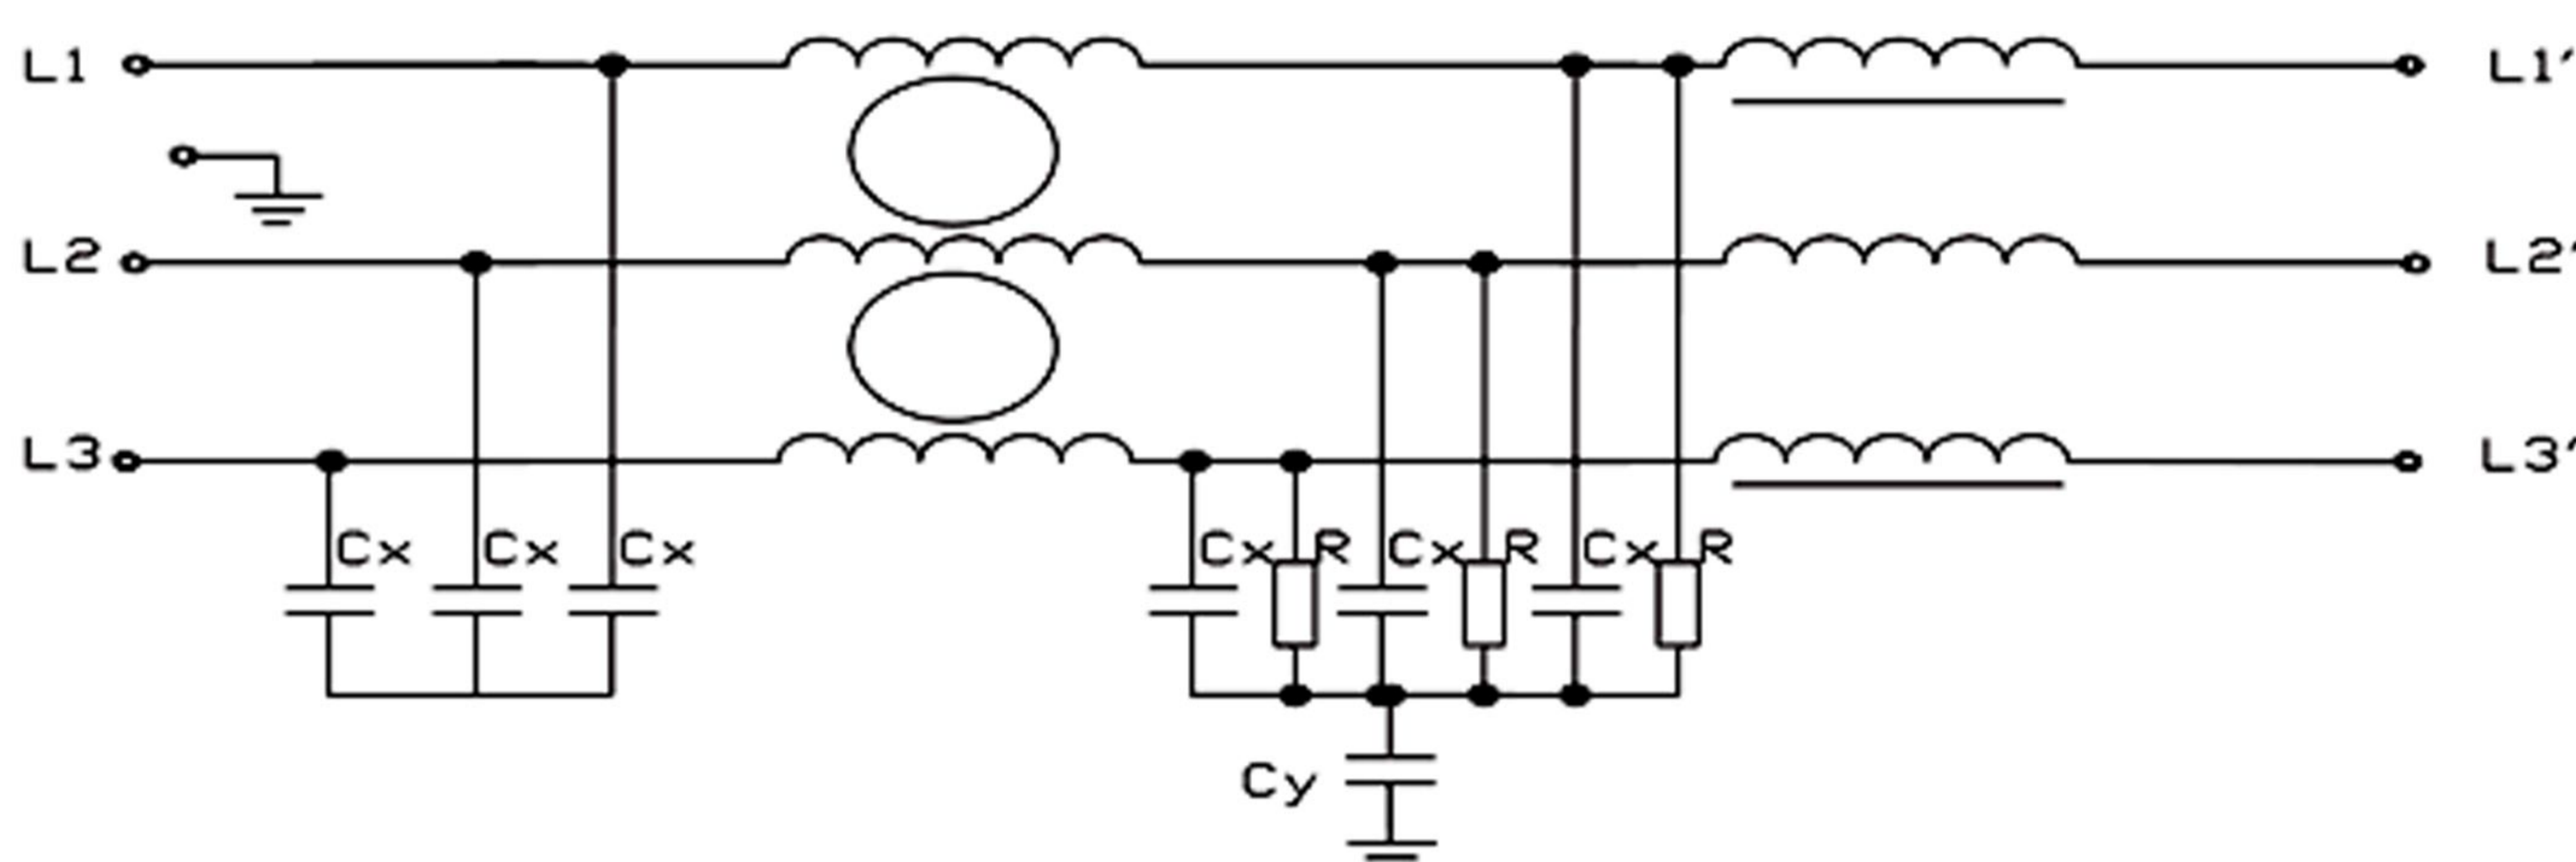 L1 L1′
L2 L2′
L3 L3′
Cx Cx Cx Cx R Cx R Cx R
Cy